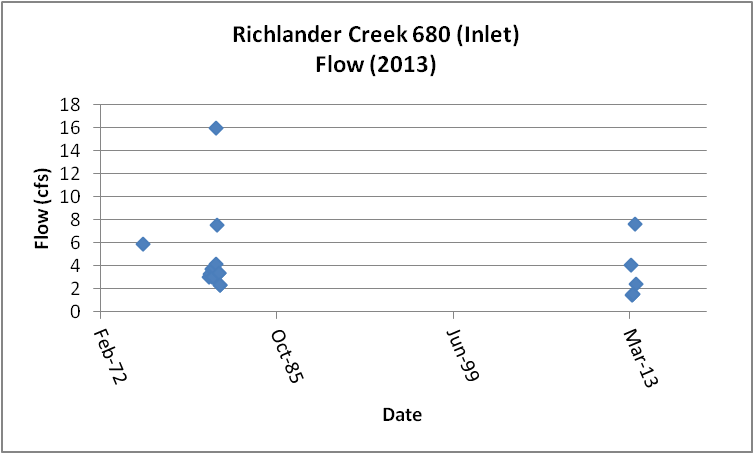 Richlander Creek 680 (Inlet)
Flow (2013)
18
16
14
12
10
8
6
4
2
0
Flow (cfs)
Feb-72
Oct-85
Jun-99
Mar-13
Date